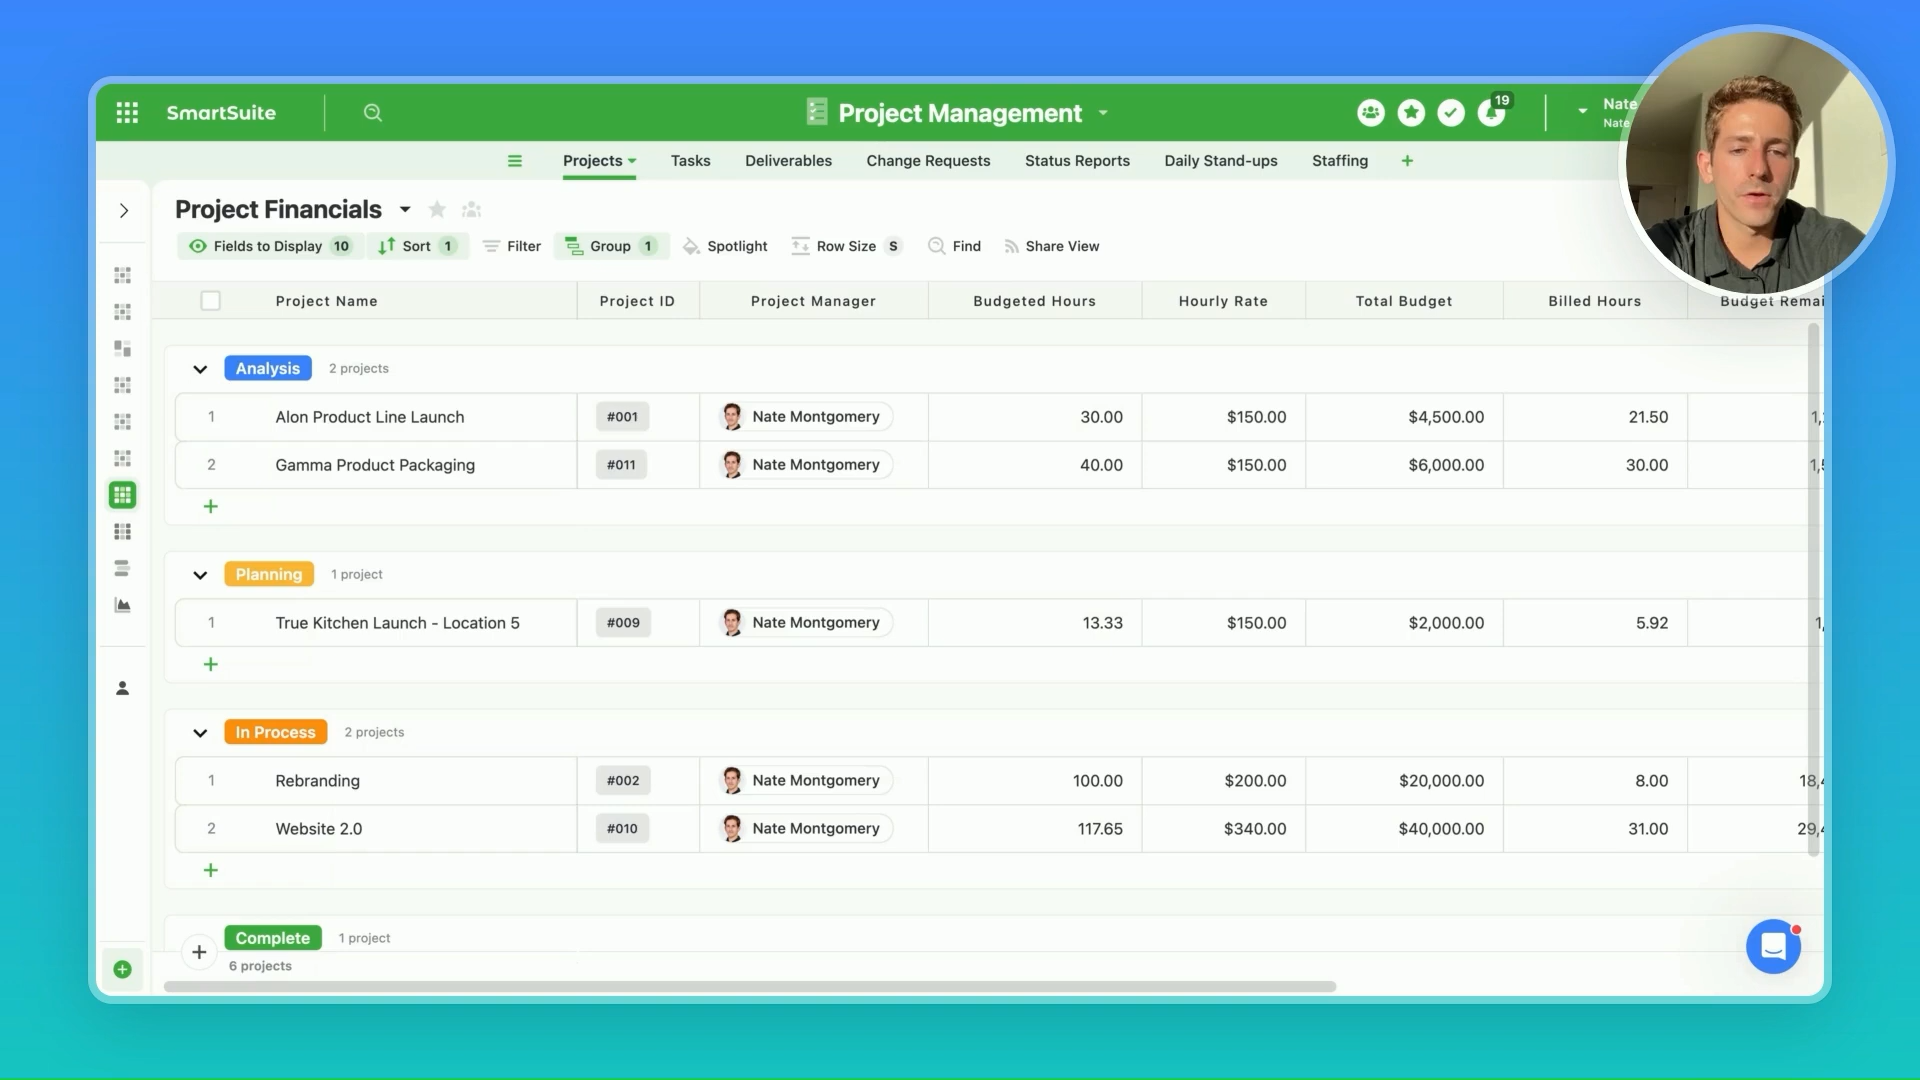 SmartSuite
Project Management
19
Nate
Nate
Projects Tasks Deliverables Change Requests Status Reports Daily Stand-ups Staffing
Project Financials
Fields to Display 10 Sort 1 Filter Group 1 Spotlight Row Size S Find Share View
Project Name Project ID Project Manager Budgeted Hours Hourly Rate Total Budget Billed Hours Budget Remai
Analysis 2 projects
1 Alon Product Line Launch #001 Nate Montgomery 30.00 $150.00 $4,500.00 21.50 1,
2 Gamma Product Packaging #011 Nate Montgomery 40.00 $150.00 $6,000.00 30.00 1,
Planning 1 project
1 True Kitchen Launch - Location 5 #009 Nate Montgomery 13.33 $150.00 $2,000.00 5.92 1,
In Process 2 projects
1 Rebranding #002 Nate Montgomery 100.00 $200.00 $20,000.00 8.00 18,
2 Website 2.0 #010 Nate Montgomery 117.65 $340.00 $40,000.00 31.00 29,
Complete 1 project
6 projects